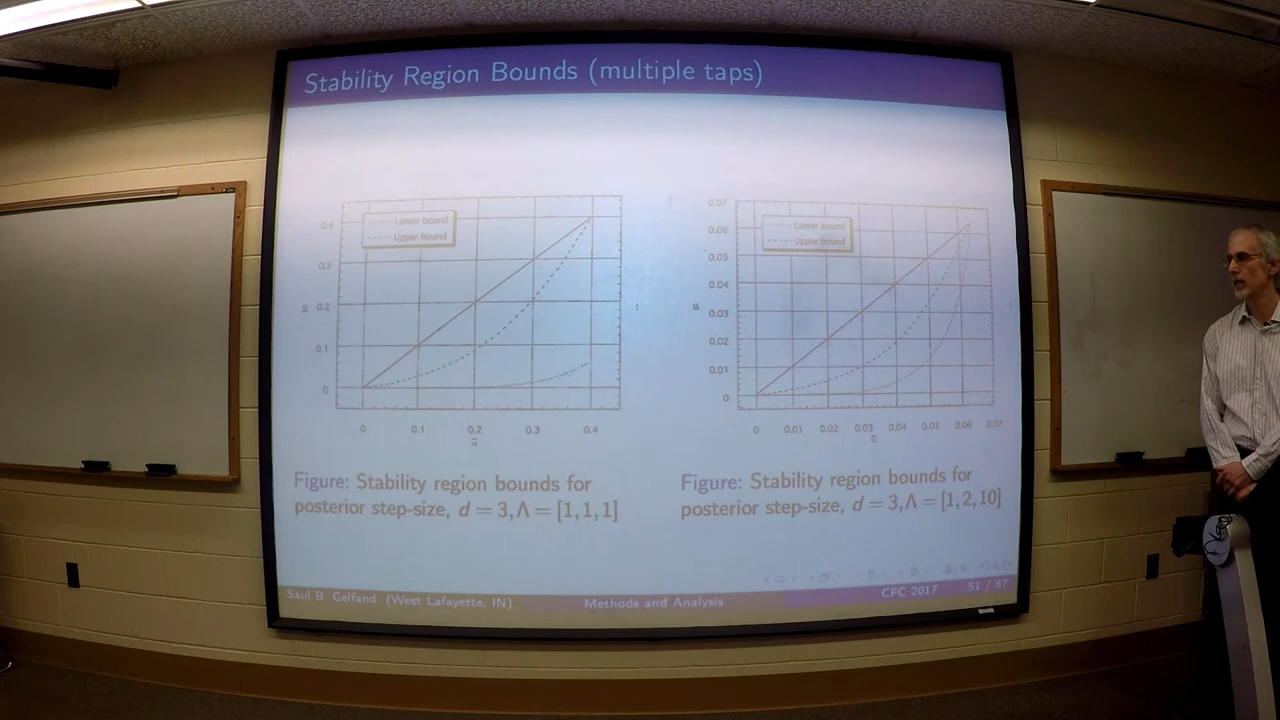 Stability Region Bounds (multiple taps)
Lower bound
Upper bound
0.4
0.3
0.2
0.1
0
0 0.1 0.2 0.3 0.4
Figure: Stability region bounds for
posterior step-size, d = 3, Λ = [1, 1, 1]
Lower bound
Upper bound
0.07
0.06
0.05
0.04
0.03
0.02
0.01
0
0 0.01 0.02 0.03 0.04 0.05 0.06 0.07
Figure: Stability region bounds for
posterior step-size, d = 3, Λ = [1, 2, 10]
Saul B. Gelfand (West Lafayette, IN) Methods and Analysis CFC 2017 51 / 57